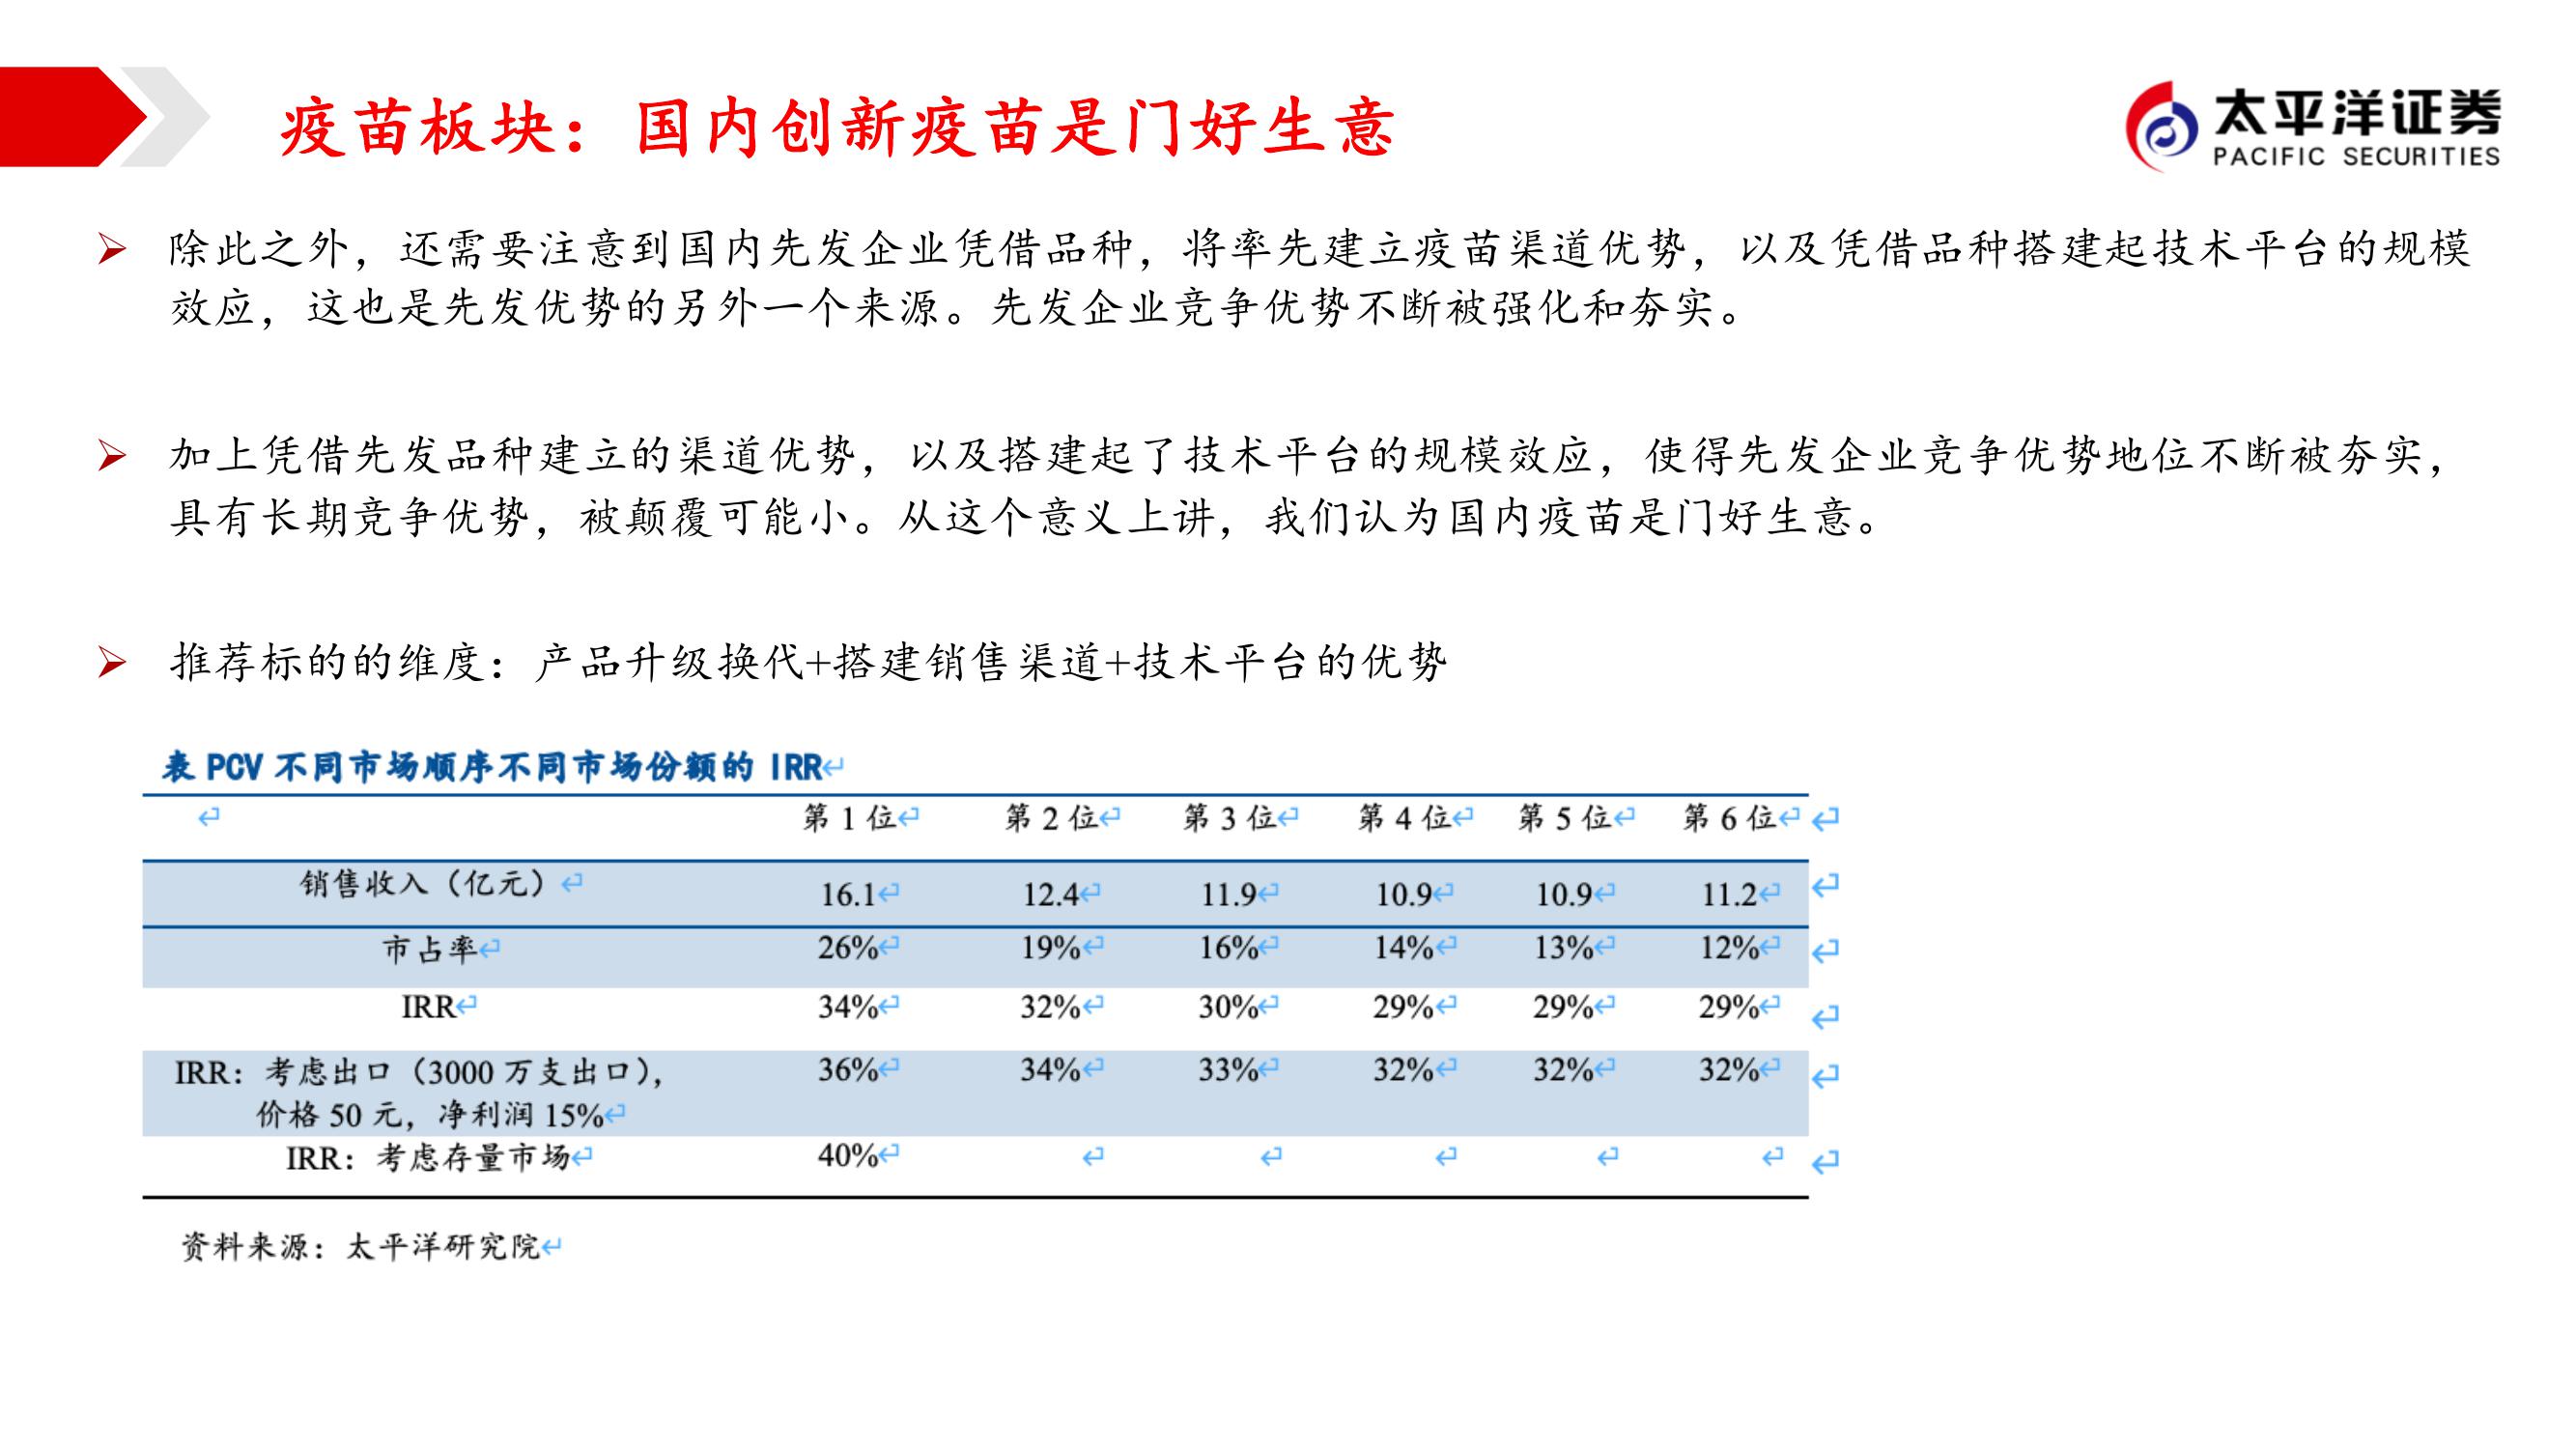 疫苗板块：国内创新疫苗是门好生意
太平洋证券
PACIFIC SECURITIES
除此之外，还需要注意到国内先发企业凭借品种，将率先建立疫苗渠道优势，以及凭借品种搭建起技术平台的规模
效应，这也是先发优势的另外一个来源。先发企业竞争优势不断被强化和夯实。
加上凭借先发品种建立的渠道优势，以及搭建起了技术平台的规模效应，使得先发企业竞争优势地位不断被夯实，
具有长期竞争优势，被颠覆可能小。从这个意义上讲，我们认为国内疫苗是门好生意。
推荐标的的维度：产品升级换代+搭建销售渠道+技术平台的优势
表 PCV 不同市场顺序不同市场份额的 IRR
第 1 位 第 2 位 第 3 位 第 4 位 第 5 位 第 6 位
销售收入（亿元） 16.1 12.4 11.9 10.9 10.9 11.2
市占率 26% 19% 16% 14% 13% 12%
IRR 34% 32% 30% 29% 29% 29%
IRR：考虑出口（3000 万支出口）， 36% 34% 33% 32% 32% 32%
价格 50 元，净利润 15%
IRR：考虑存量市场 40%
资料来源：太平洋研究院